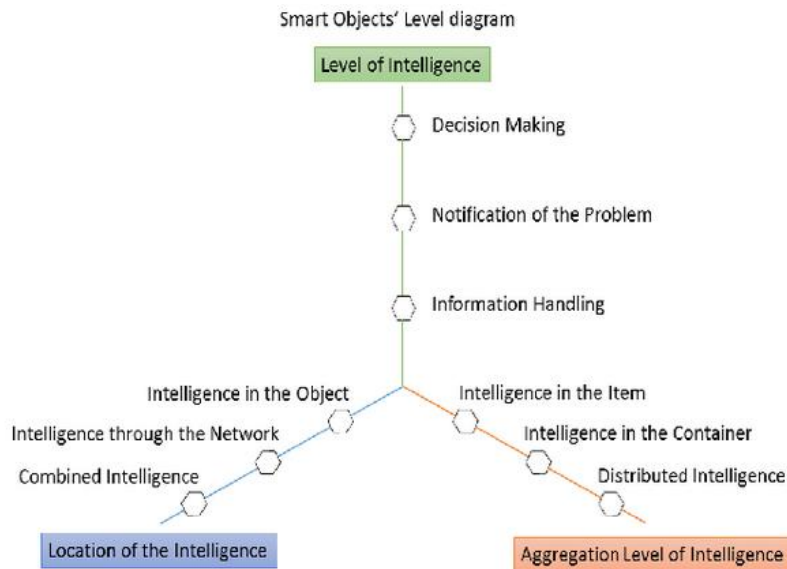 Smart Objects‘ Level diagram
Level of Intelligence
Decision Making
Notification of the Problem
Information Handling
Intelligence in the Object
Intelligence in the Item
Intelligence through the Network
Intelligence in the Container
Combined Intelligence
Distributed Intelligence
Location of the Intelligence
Aggregation Level of Intelligence